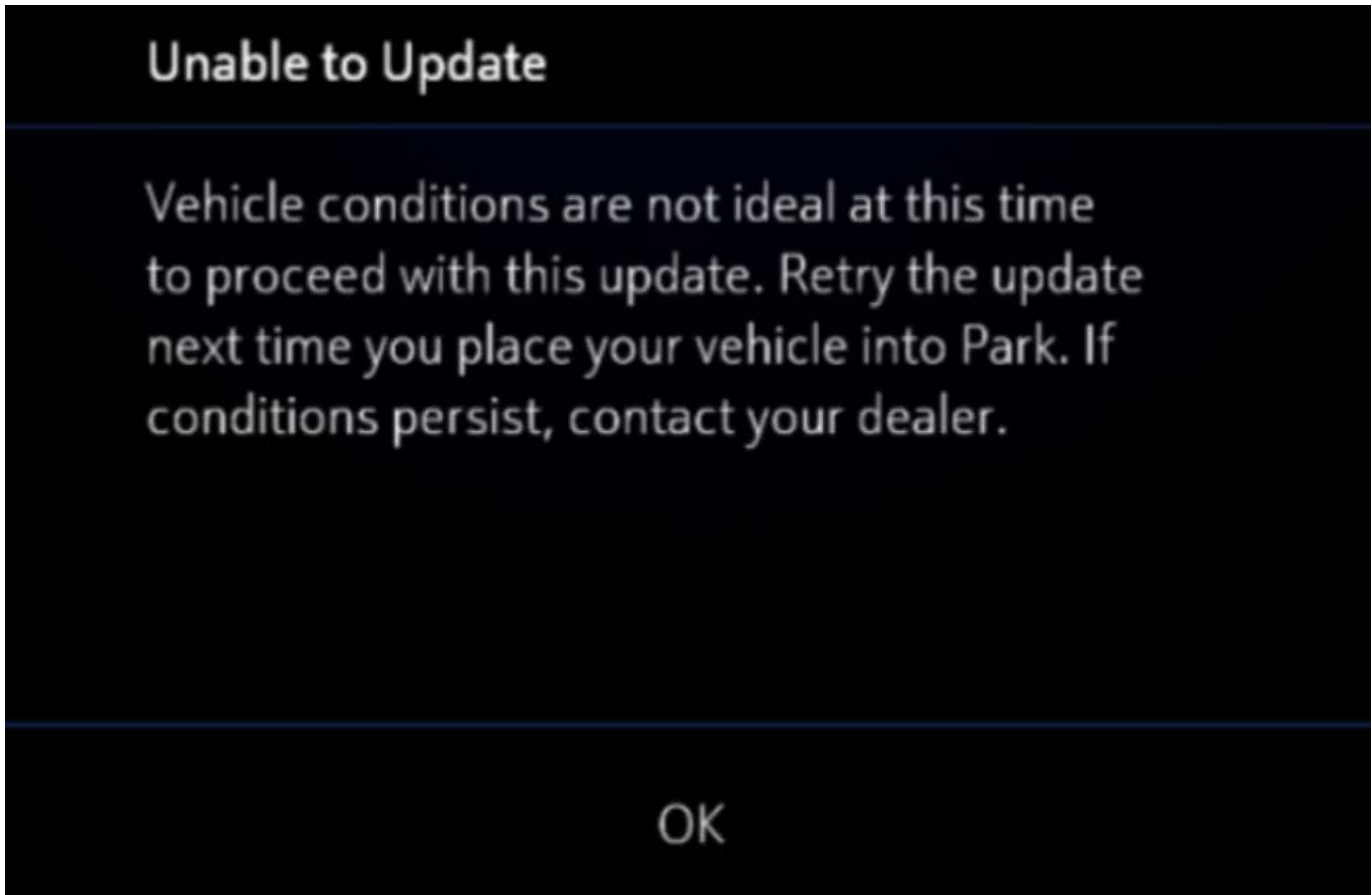 Unable to Update
Vehicle conditions are not ideal at this time
to proceed with this update. Retry the update
next time you place your vehicle into Park. If
conditions persist, contact your dealer.
OK